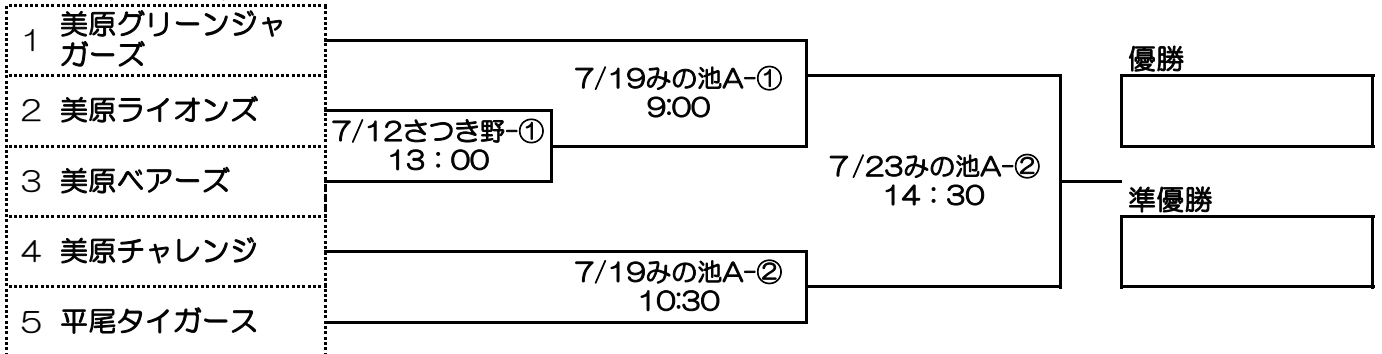 1 美原グリーンジャ
ガーズ
2 美原ライオンズ
3 美原ベアーズ
4 美原チャレンジ
5 平尾タイガース
7/12さつき野-①
13：00
7/19みの池A-①
9:00
7/19みの池A-②
10:30
7/23みの池A-②
14：30
優勝
準優勝